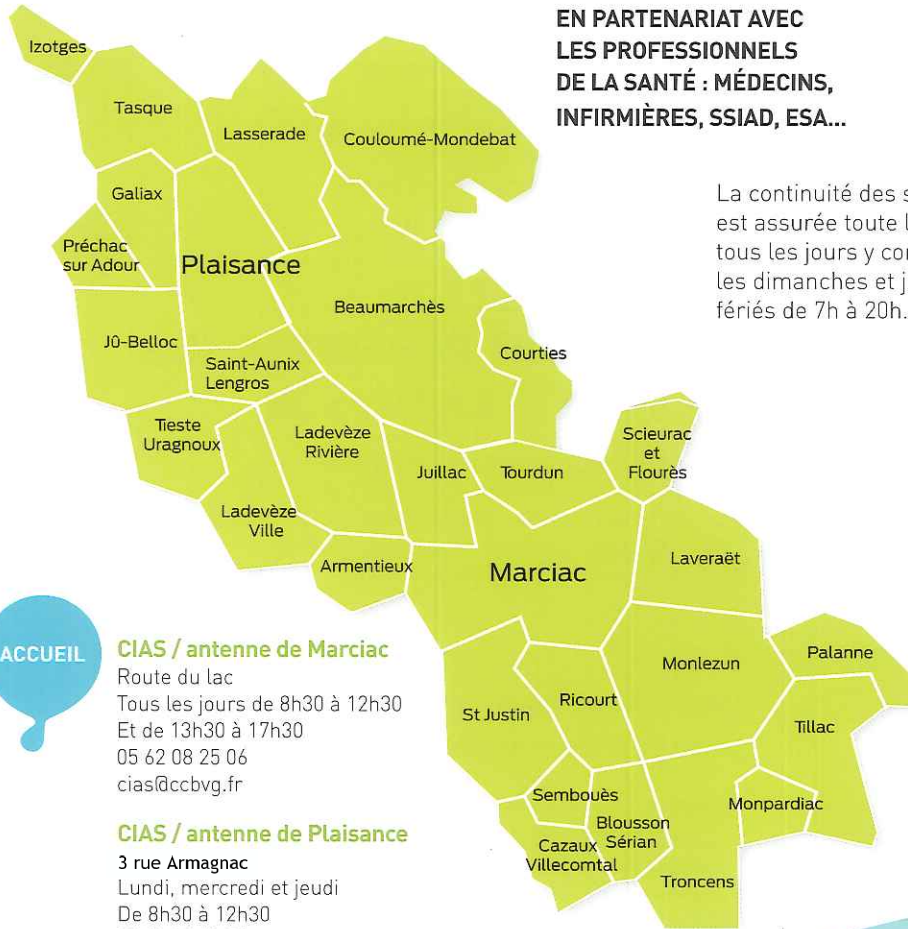 EN PARTENARIAT AVEC
LES PROFESSIONNELS
DE LA SANTÉ : MÉDECINS,
INFIRMIÈRES, SSIAD, ESA...
La continuité des s
est assurée toute l
tous les jours y co
les dimanches et j
fériés de 7h à 20h.
Izotges
Tasque
Lasserade
Couloumé-Mondebat
Galiax
Préchac
sur Adour
Plaisance
Beaumarchès
Jû-Belloc
Saint-Aunix
Lengros
Courties
Tieste
Uragnoux
Ladevèze
Rivière
Juillac
Tourdun
Scieurac
et
Flourès
Ladevèze
Ville
Armentieux
Marciac
Laveraët
Monlezun
Palanne
St Justin
Ricourt
Tillac
Sembouès
Blousson
Sérian
Monpardiac
Cazaux
Villecomtal
Troncens
ACCUEIL
CIAS / antenne de Marciac
Route du lac
Tous les jours de 8h30 à 12h30
Et de 13h30 à 17h30
05 62 08 25 06
cias@ccbvg.fr
CIAS / antenne de Plaisance
3 rue Armagnac
Lundi, mercredi et jeudi
De 8h30 à 12h30